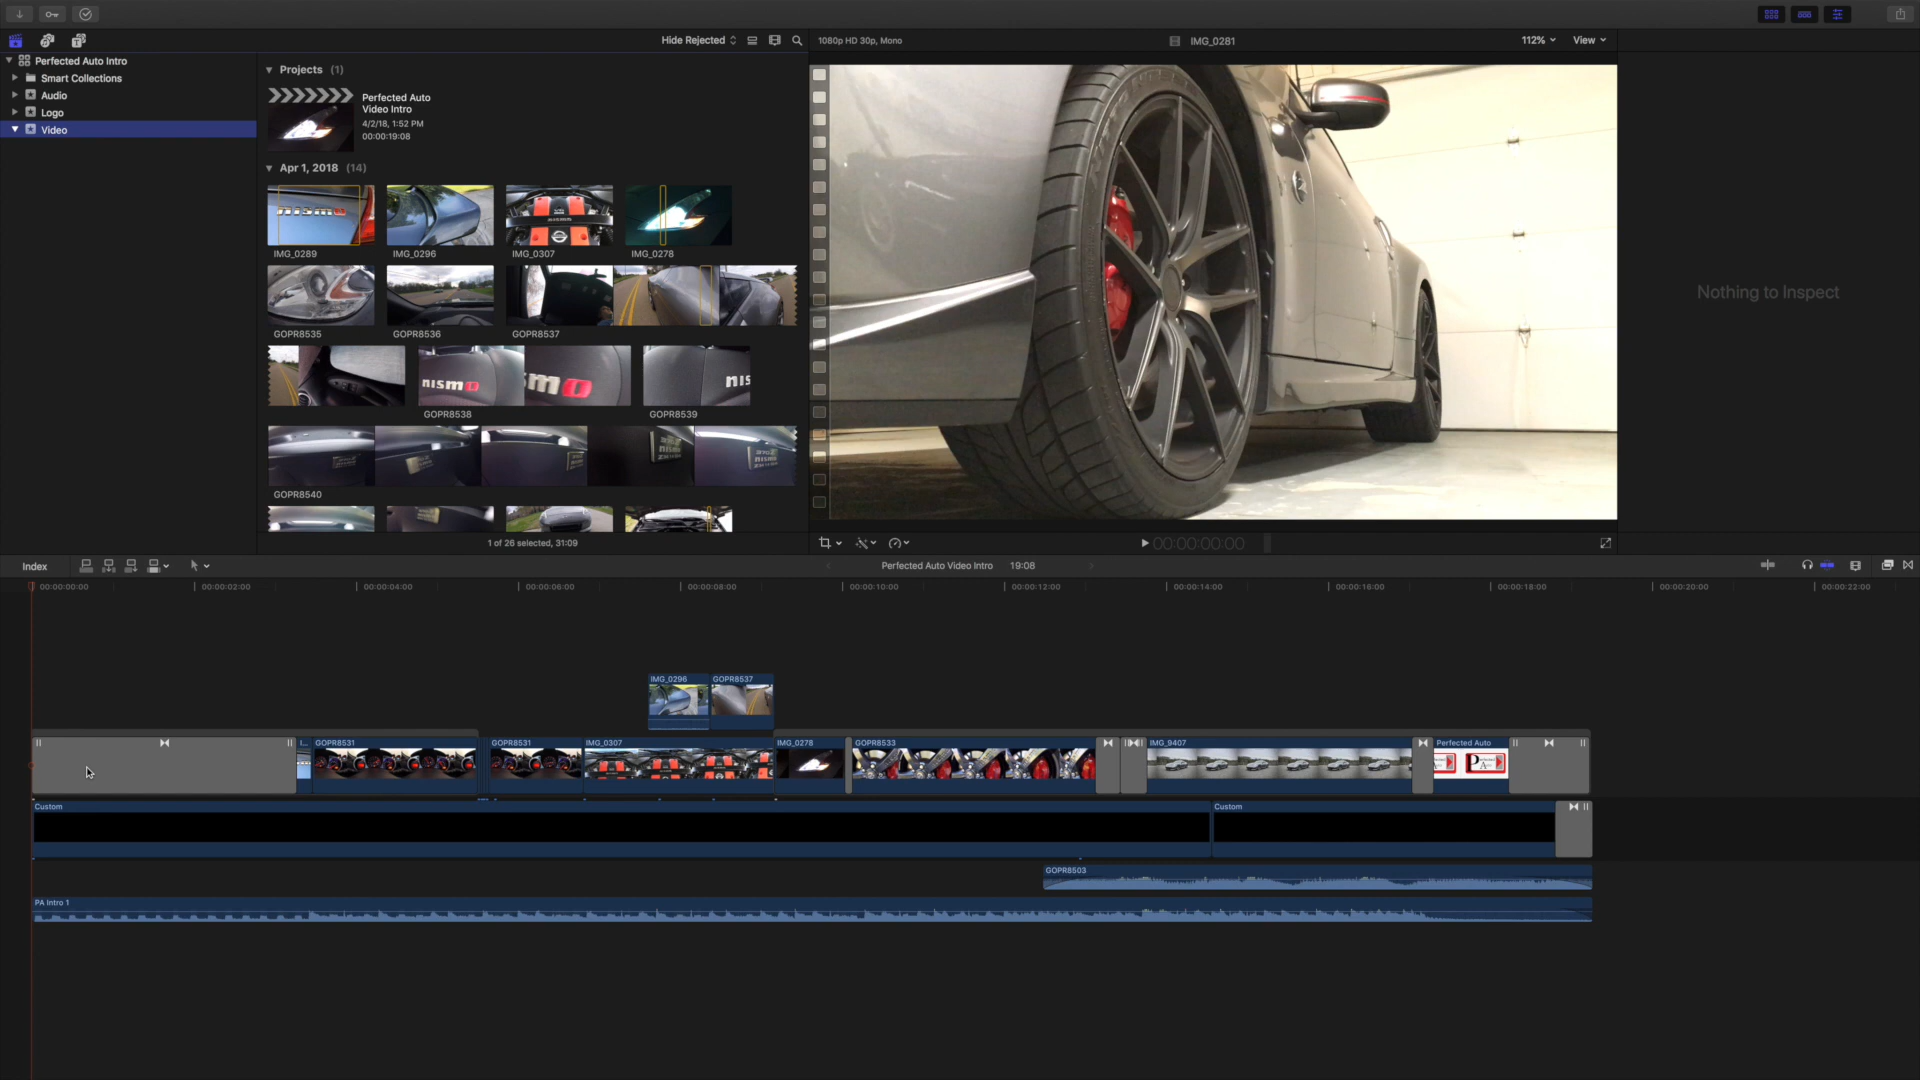 Hide Rejected
1080p HD 30p, Mono
IMG_0281
112%
View
Perfected Auto Intro
Smart Collections
Audio
Logo
Video
Projects (1)
Perfected Auto
Video Intro
4/2/18, 1:52 PM
00:00:19:08
Apr 1, 2018 (14)
nismo
IMG_0289
IMG_0296
IMG_0307
IMG_0278
GOPR8535
GOPR8536
GOPR8537
nismo
mo
nis
GOPR8538
GOPR8539
GOPR8540
1 of 26 selected, 31:09
00:00:00:00
Nothing to Inspect
Index
Perfected Auto Video Intro
19:08
00:00:00:00
00:00:02:00
00:00:04:00
00:00:06:00
00:00:08:00
00:00:10:00
00:00:12:00
00:00:14:00
00:00:16:00
00:00:18:00
00:00:20:00
00:00:22:00
IMG_0296
GOPR8537
I...
GOPR8531
GOPR8531
IMG_0307
IMG_0278
GOPR8533
IMG_9407
Perfected Auto
Custom
Custom
GOPR8503
PA Intro 1